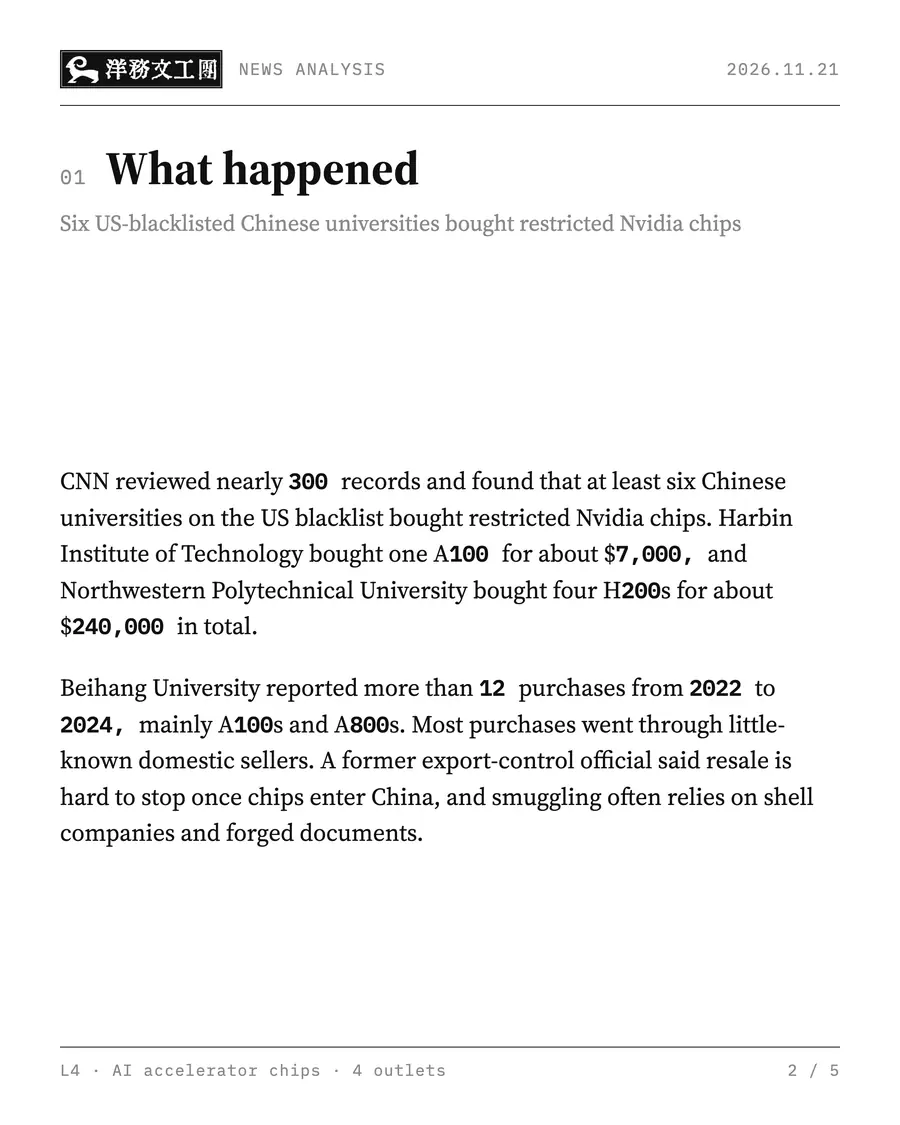 洋務文工團 NEWS ANALYSIS 2026.11.21
01 What happened
Six US-blacklisted Chinese universities bought restricted Nvidia chips
CNN reviewed nearly 300 records and found that at least six Chinese
universities on the US blacklist bought restricted Nvidia chips. Harbin
Institute of Technology bought one A100 for about $7,000, and
Northwestern Polytechnical University bought four H200s for about
$240,000 in total.
Beihang University reported more than 12 purchases from 2022 to
2024, mainly A100s and A800s. Most purchases went through little-
known domestic sellers. A former export-control official said resale is
hard to stop once chips enter China, and smuggling often relies on shell
companies and forged documents.
L4 · AI accelerator chips · 4 outlets 2 / 5